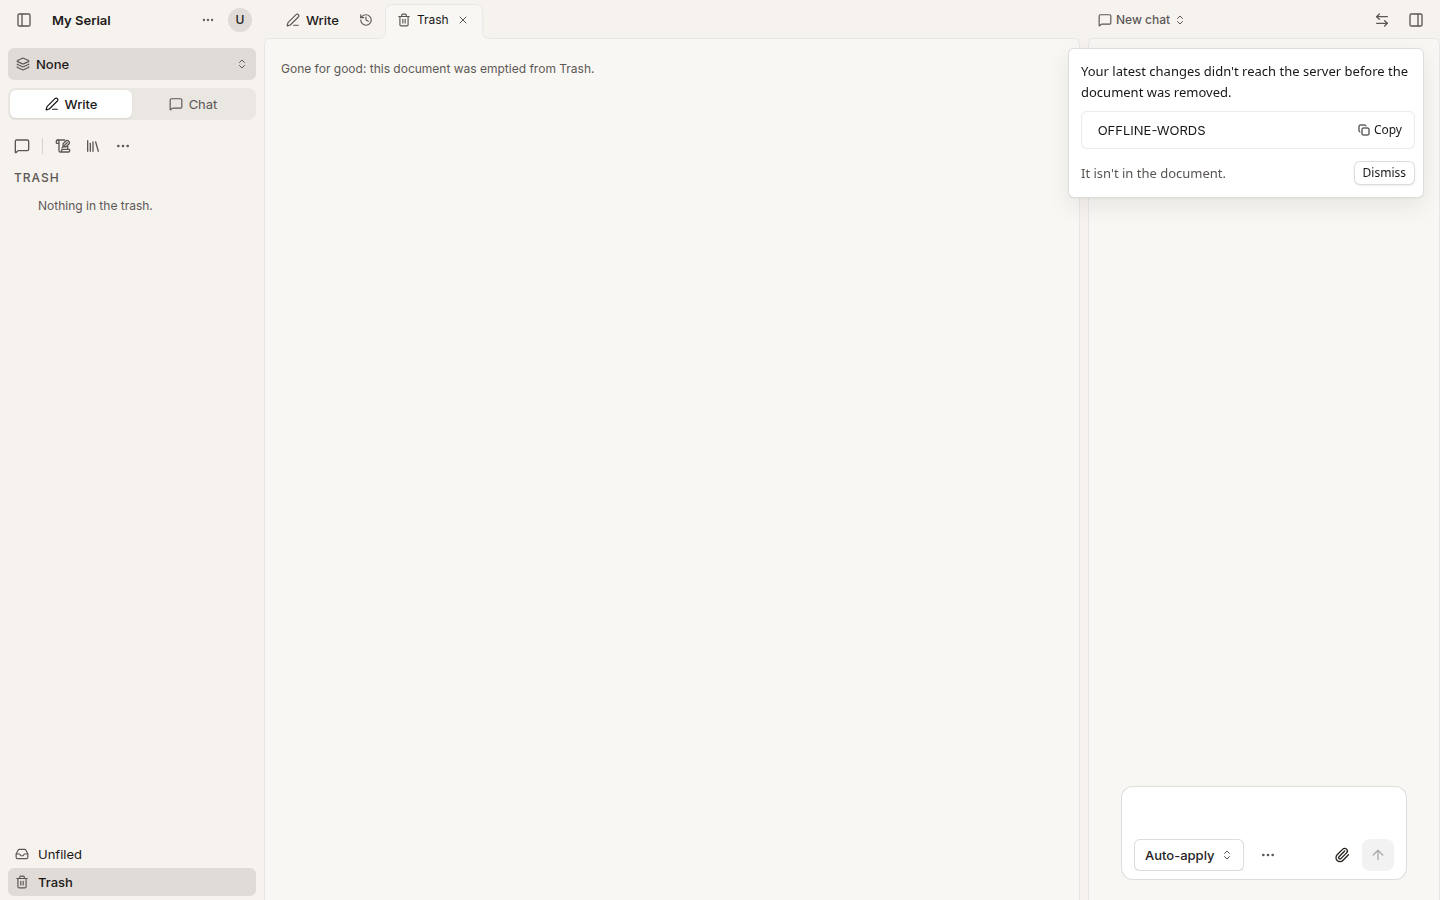 My Serial
U
Write
Trash
New chat
None
Write
Chat
TRASH
Nothing in the trash.
Gone for good: this document was emptied from Trash.
Your latest changes didn't reach the server before the
document was removed.
OFFLINE-WORDS
Copy
It isn't in the document.
Dismiss
Unfiled
Trash
Auto-apply